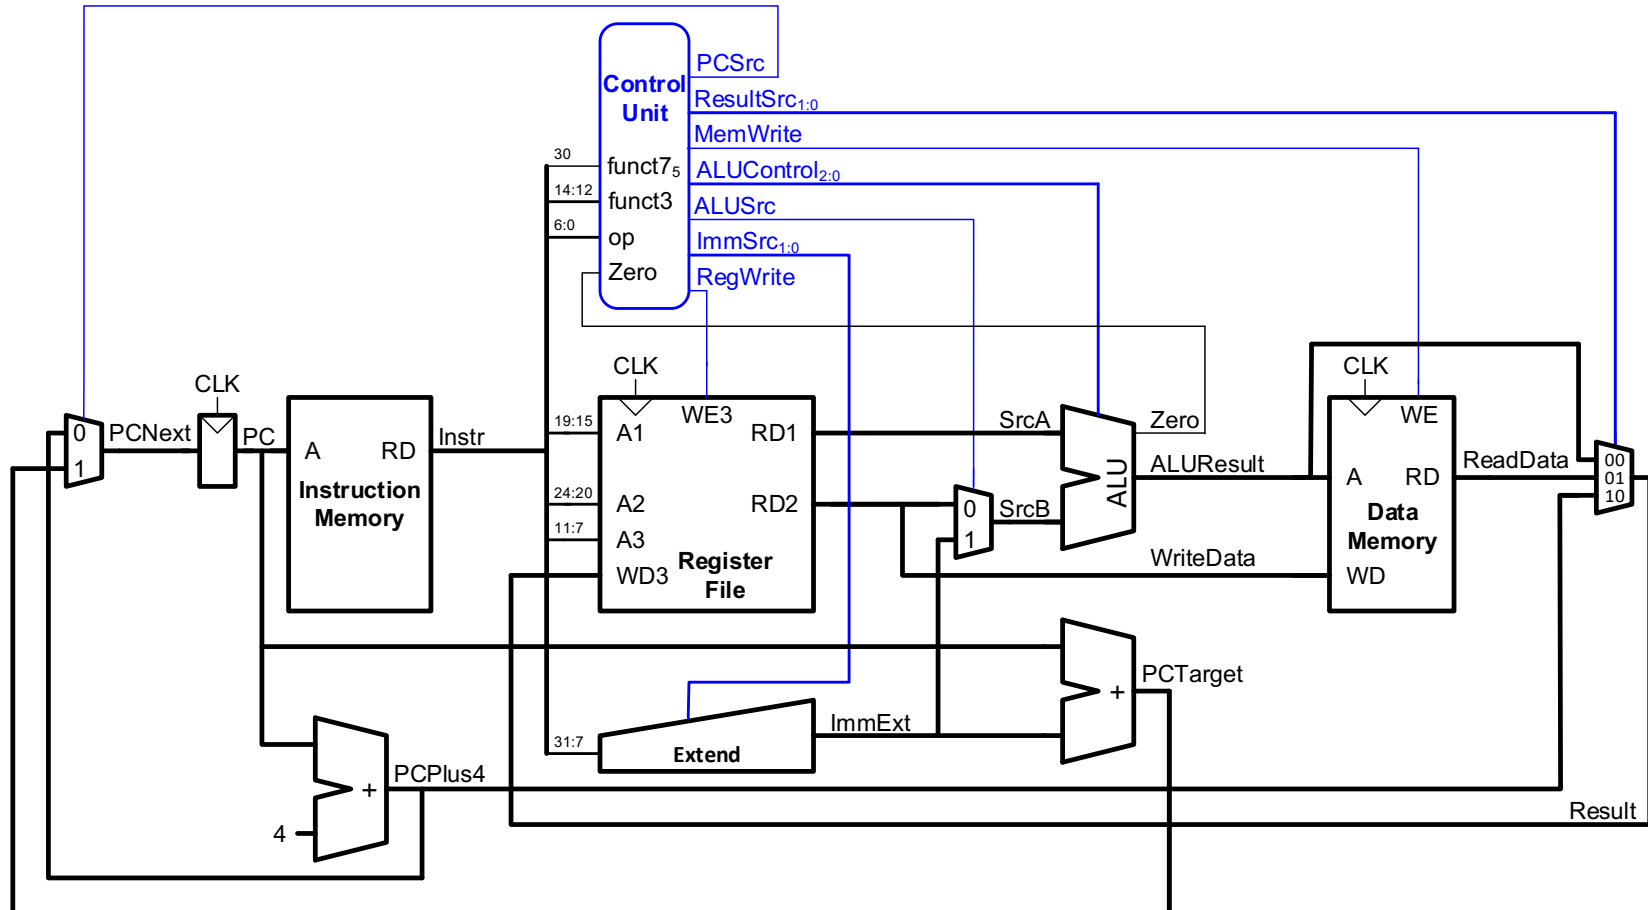 PCSrc
Control
Unit
ResultSrc1:0
MemWrite
30
funct75
ALUControl2:0
14:12
funct3
ALUSrc
6:0
op
ImmSrc1:0
Zero
RegWrite
CLK
CLK
CLK
0
1
PCNext
PC
A
RD
Instr
Instruction
Memory
19:15
A1
WE3
RD1
24:20
A2
RD2
11:7
A3
WD3
Register
File
SrcA
0
1
SrcB
ALU
Zero
ALUResult
WriteData
WE
A
RD
Data
Memory
WD
ReadData
00
01
10
31:7
Extend
ImmExt
+
PCTarget
+
PCPlus4
4
Result